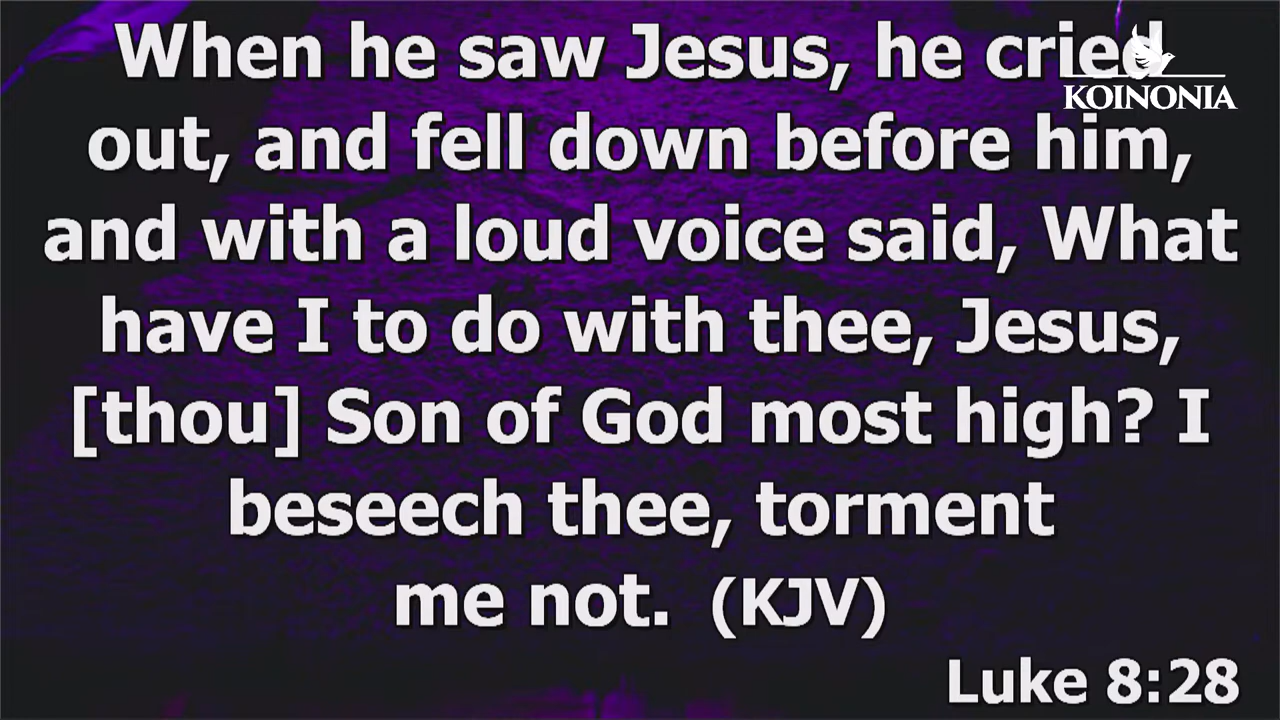 When he saw Jesus, he cried
KOINONIA
out, and fell down before him,
and with a loud voice said, What
have I to do with thee, Jesus,
[thou] Son of God most high? I
beseech thee, torment
me not. (KJV)
Luke 8:28